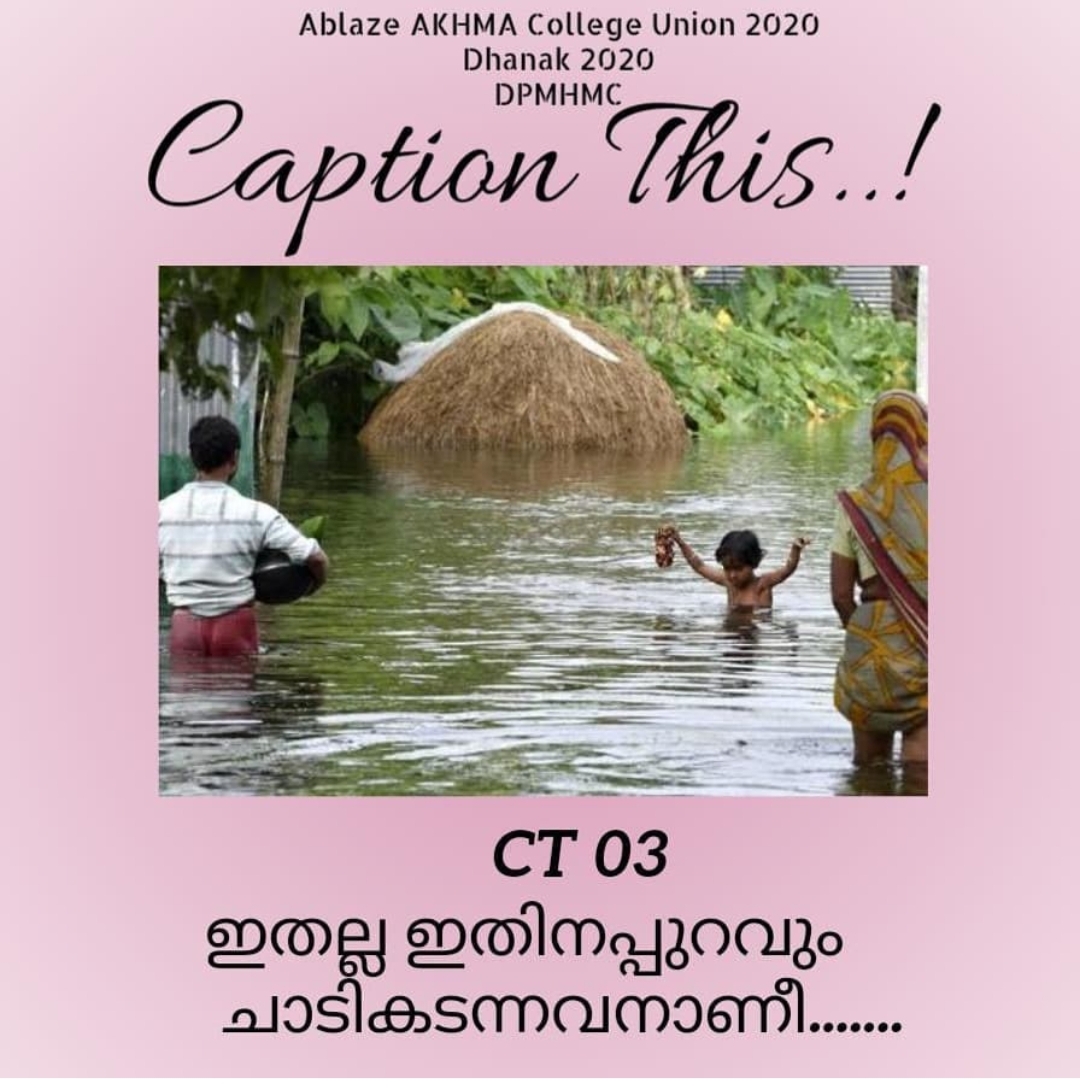 Ablaze AKHMA College Union 2020
Dhanak 2020
DPMHMC
Caption This..!
CT 03
ഇതല്ല ഇതിനപ്പുറവും
ചാടികടന്നവനാണീ.......